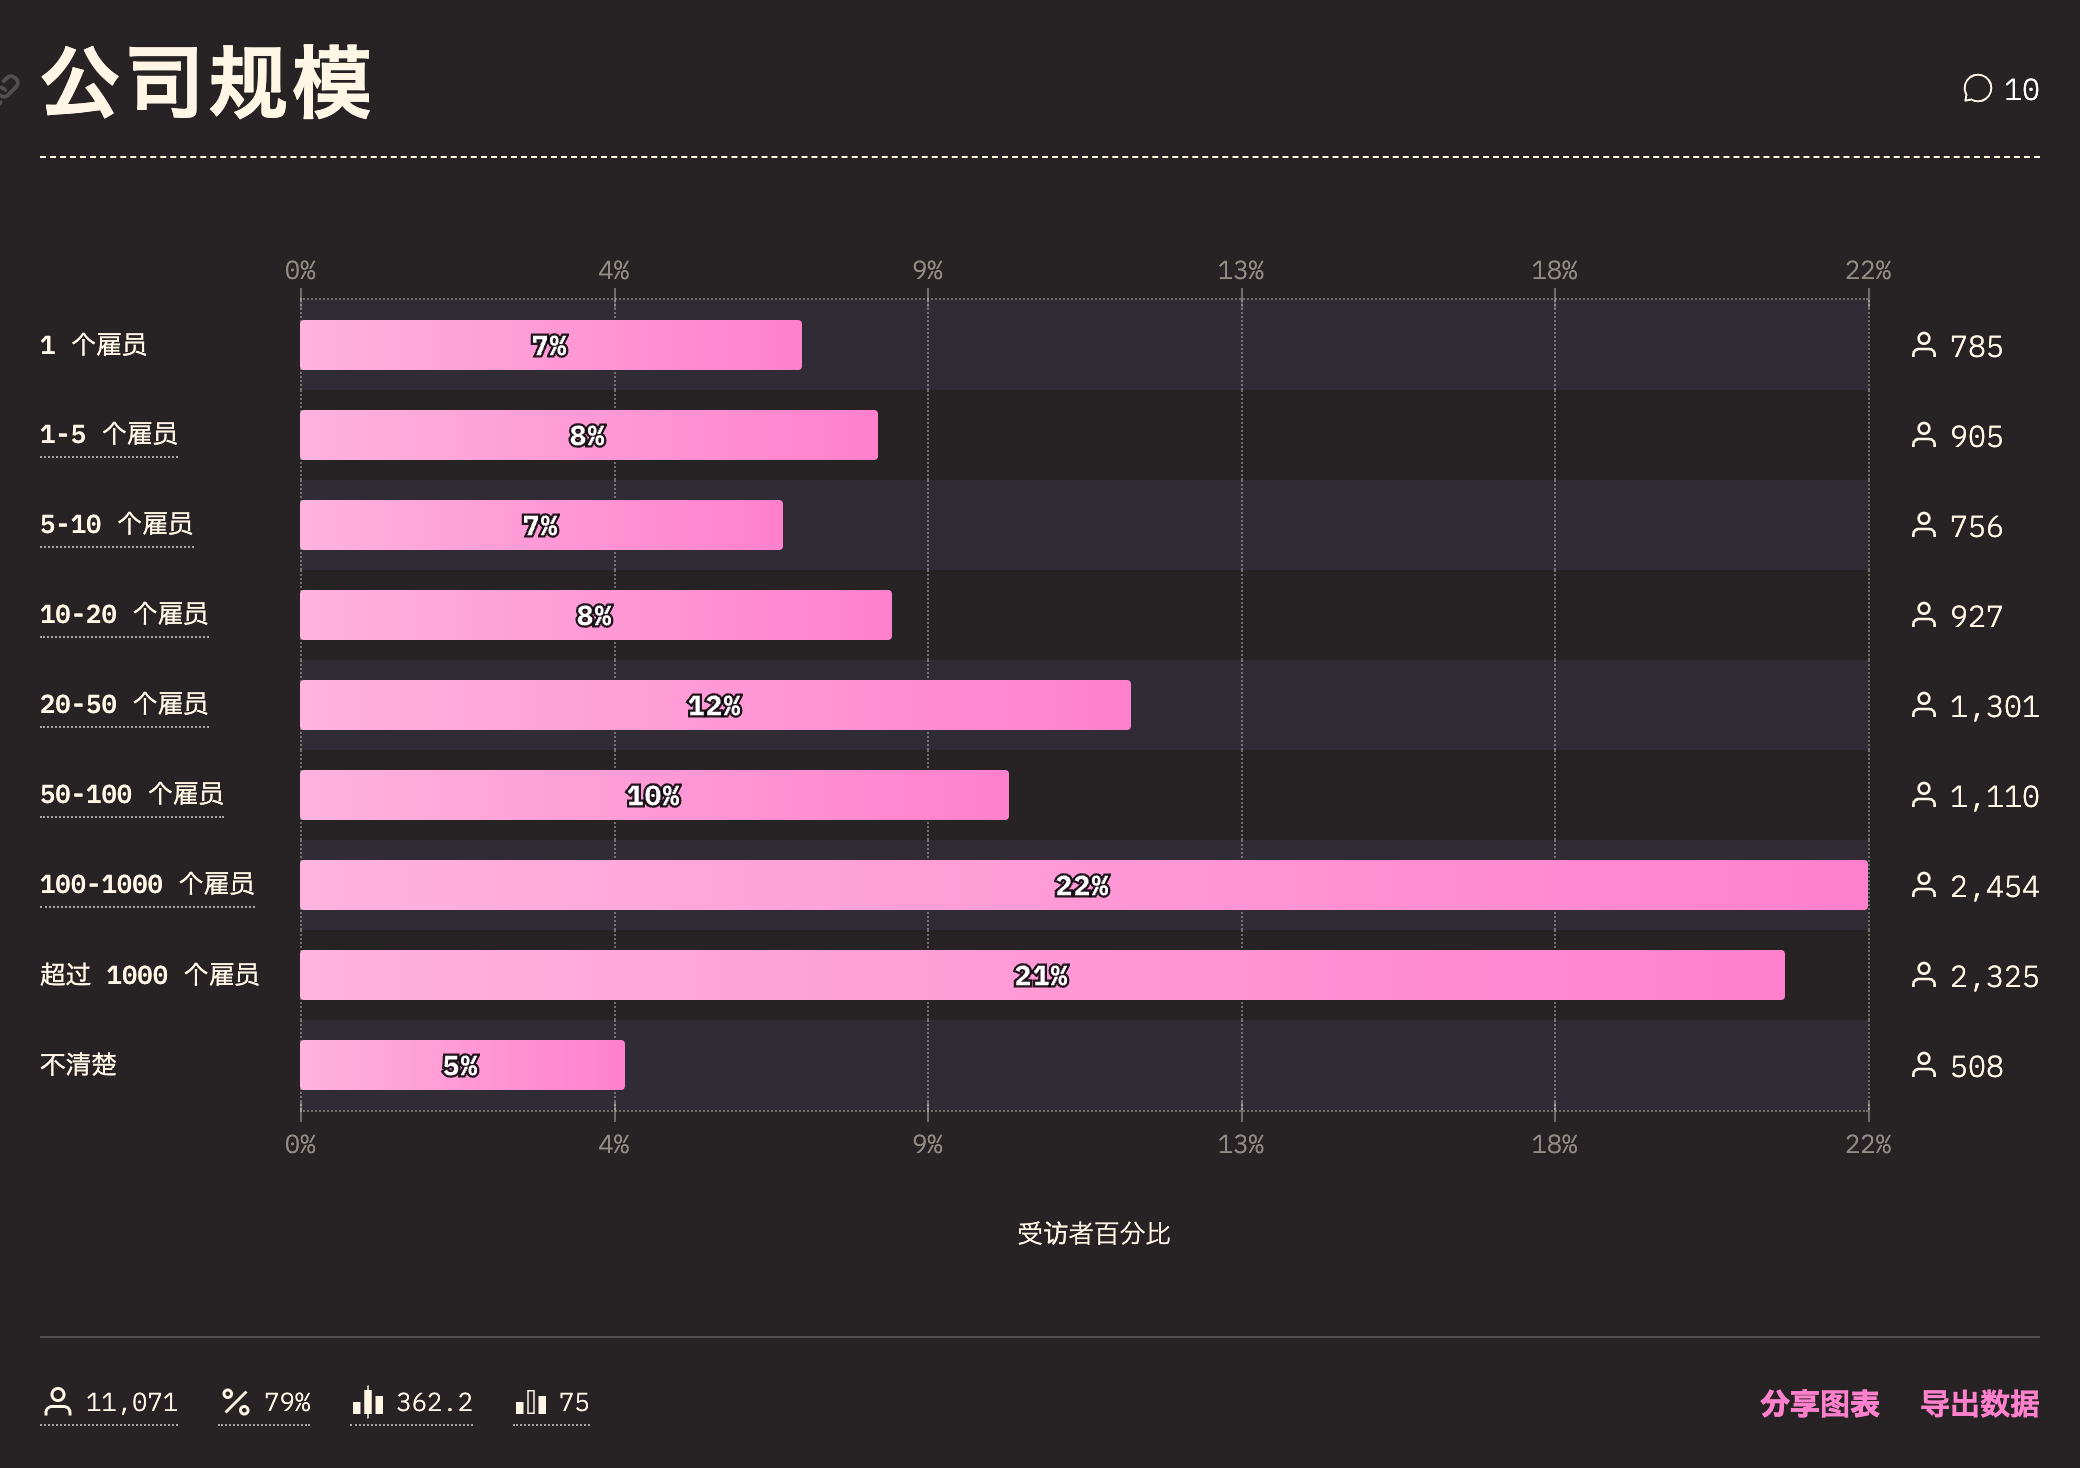 公司规模
10
0% 4% 9% 13% 18% 22%
1 个雇员 7% 785
1-5 个雇员 8% 905
5-10 个雇员 7% 756
10-20 个雇员 8% 927
20-50 个雇员 12% 1,301
50-100 个雇员 10% 1,110
100-1000 个雇员 22% 2,454
超过 1000 个雇员 21% 2,325
不清楚 5% 508
0% 4% 9% 13% 18% 22%
受访者百分比
11,071 79% 362.2 75 分享图表 导出数据